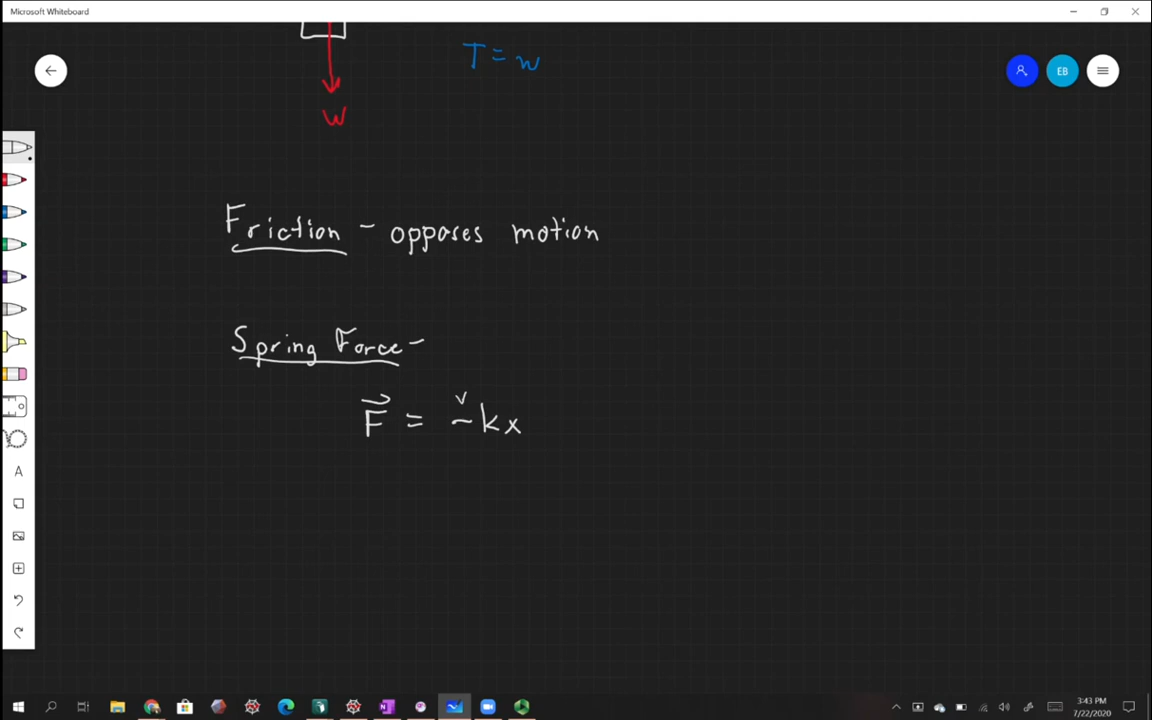 Microsoft Whiteboard
T = w
EB
W
Friction - opposes motion
Spring Force -
F⃗ = -kx
A
3:43 PM
7/22/2020